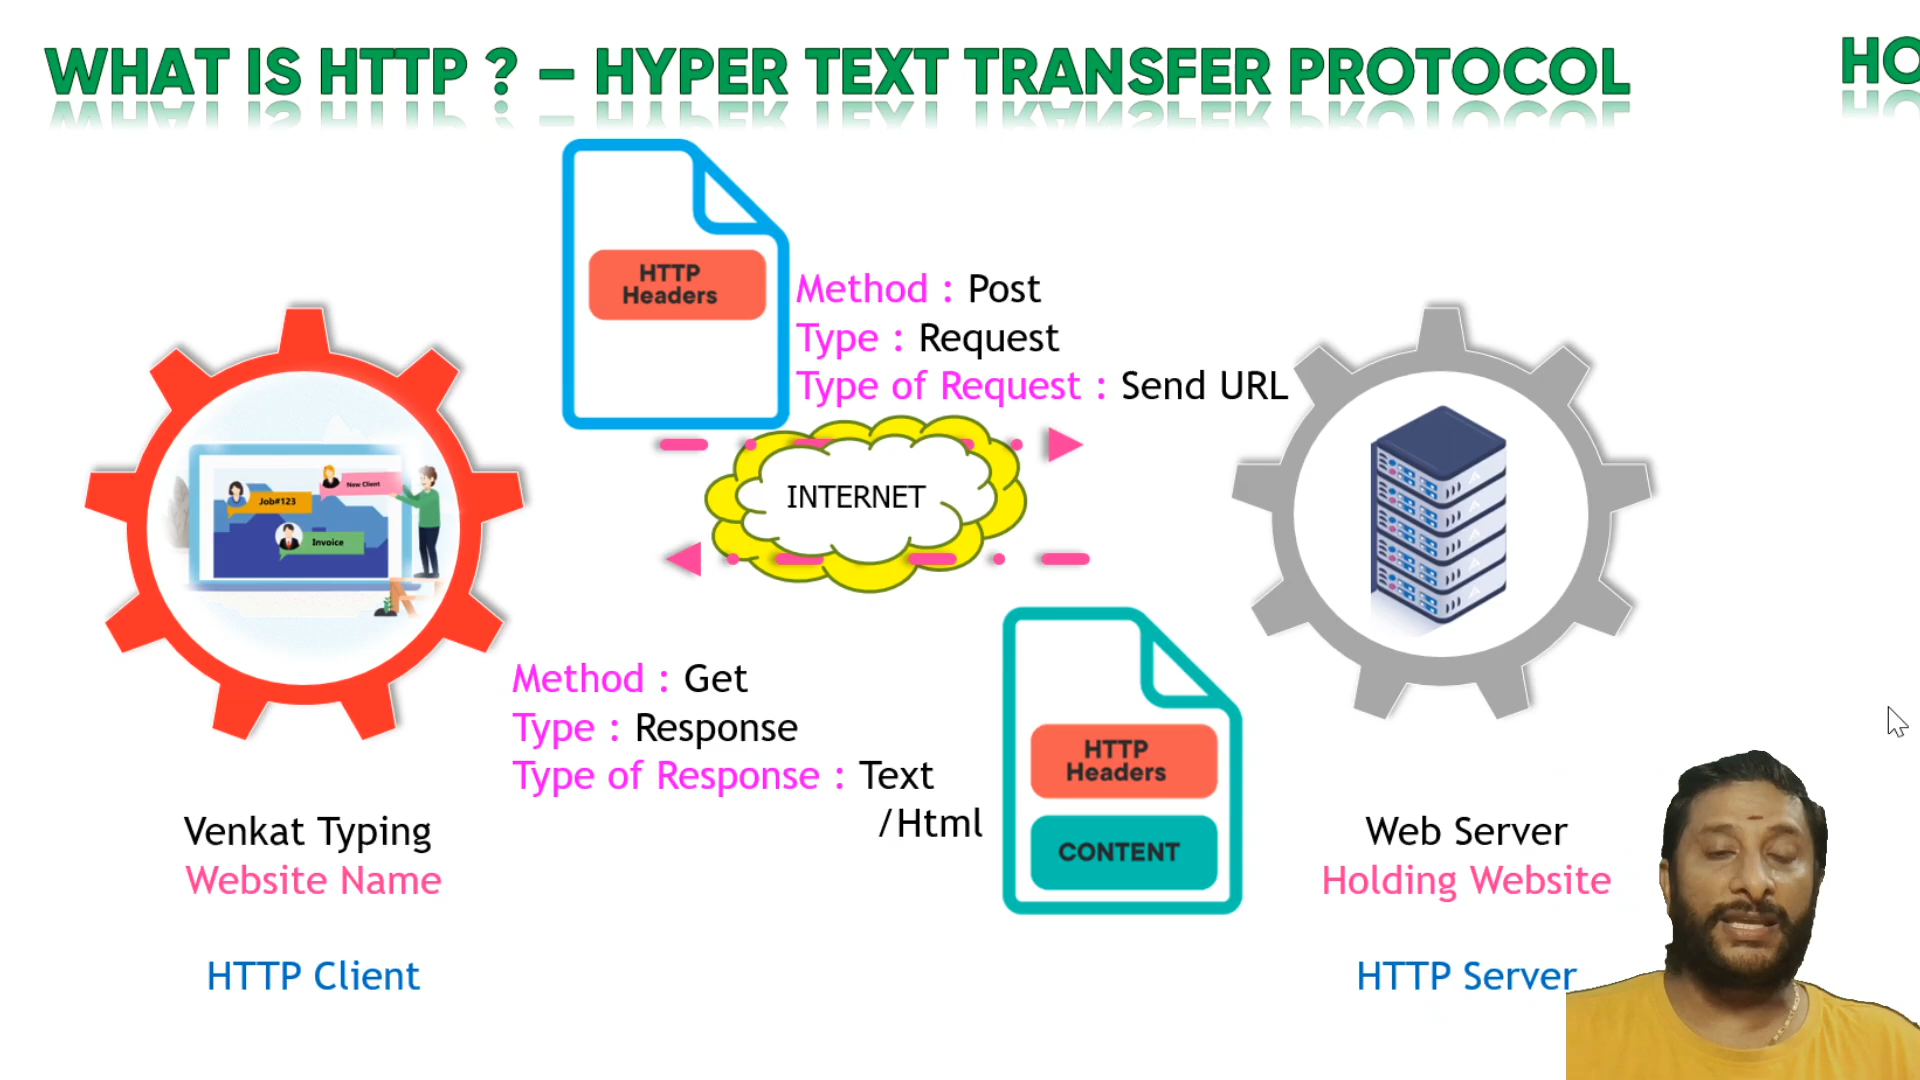 WHAT IS HTTP ? – HYPER TEXT TRANSFER PROTOCOL
HO
HTTP
Headers
Method : Post
Type : Request
Type of Request : Send URL
INTERNET
Job#123
New Client
Invoice
Method : Get
Type : Response
Type of Response : Text
/Html
HTTP
Headers
CONTENT
Venkat Typing
Website Name
HTTP Client
Web Server
Holding Website
HTTP Server